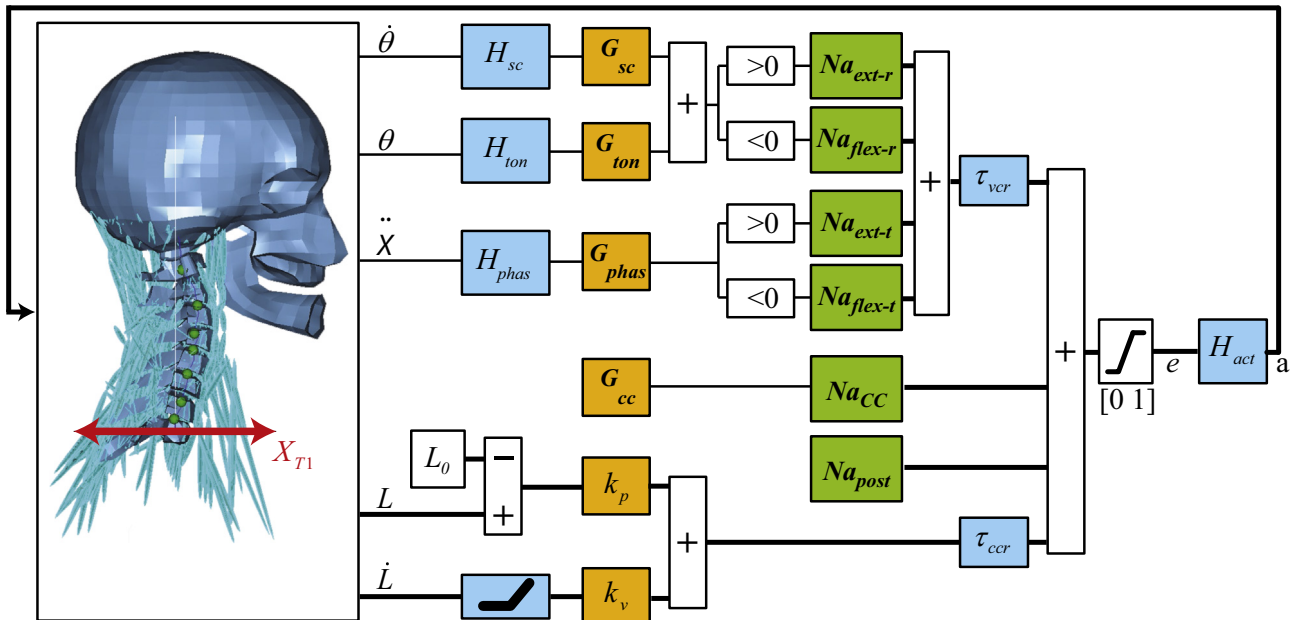 θ̇ H_sc G_sc >0 Na_ext-r
+
θ H_ton G_ton <0 Na_flex-r
+ τ_vcr
Ẍ H_phas G_phas >0 Na_ext-t
<0 Na_flex-t
+ e H_act a
[0 1]
G_cc Na_CC
X_T1
L_0 − k_p Na_post
L +
+ τ_ccr
L̇ k_v